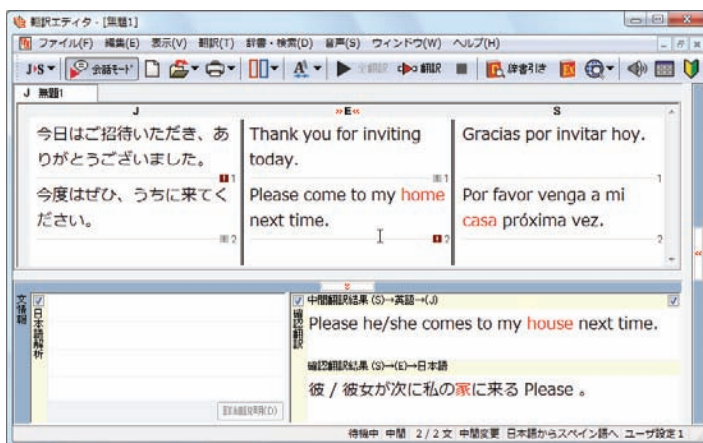 翻訳エディタ - [無題1]
ファイル(F) 編集(E) 表示(V) 翻訳(T) 辞書・検索(D) 音声(S) ウィンドウ(W) ヘルプ(H)
J▸S 会話モード 全翻訳 翻訳 辞書引き
J 無題1
J »E« S
今日はご招待いただき、あ
りがとうございました。
1
Thank you for inviting
today.
1
Gracias por invitar hoy.
1
今度はぜひ、うちに来てく
ださい。
2
Please come to my home
next time.
2
Por favor venga a mi
casa próxima vez.
2
文情報
日本語解析
詳細説明(D)
確認翻訳
中間翻訳結果 (S)→英語→(J)
Please he/she comes to my house next time.
確認翻訳結果 (S)→(E)→日本語
彼 / 彼女が次に私の家に来る Please 。
待機中 中間 2 / 2 文 中間変更 日本語からスペイン語へ ユーザ設定1